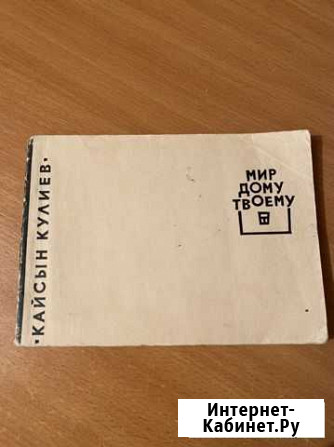 ·КАЙСЫН КУЛИЕВ·
МИР
ДОМУ
ТВОЕМУ
Интернет-
Кабинет.Ру